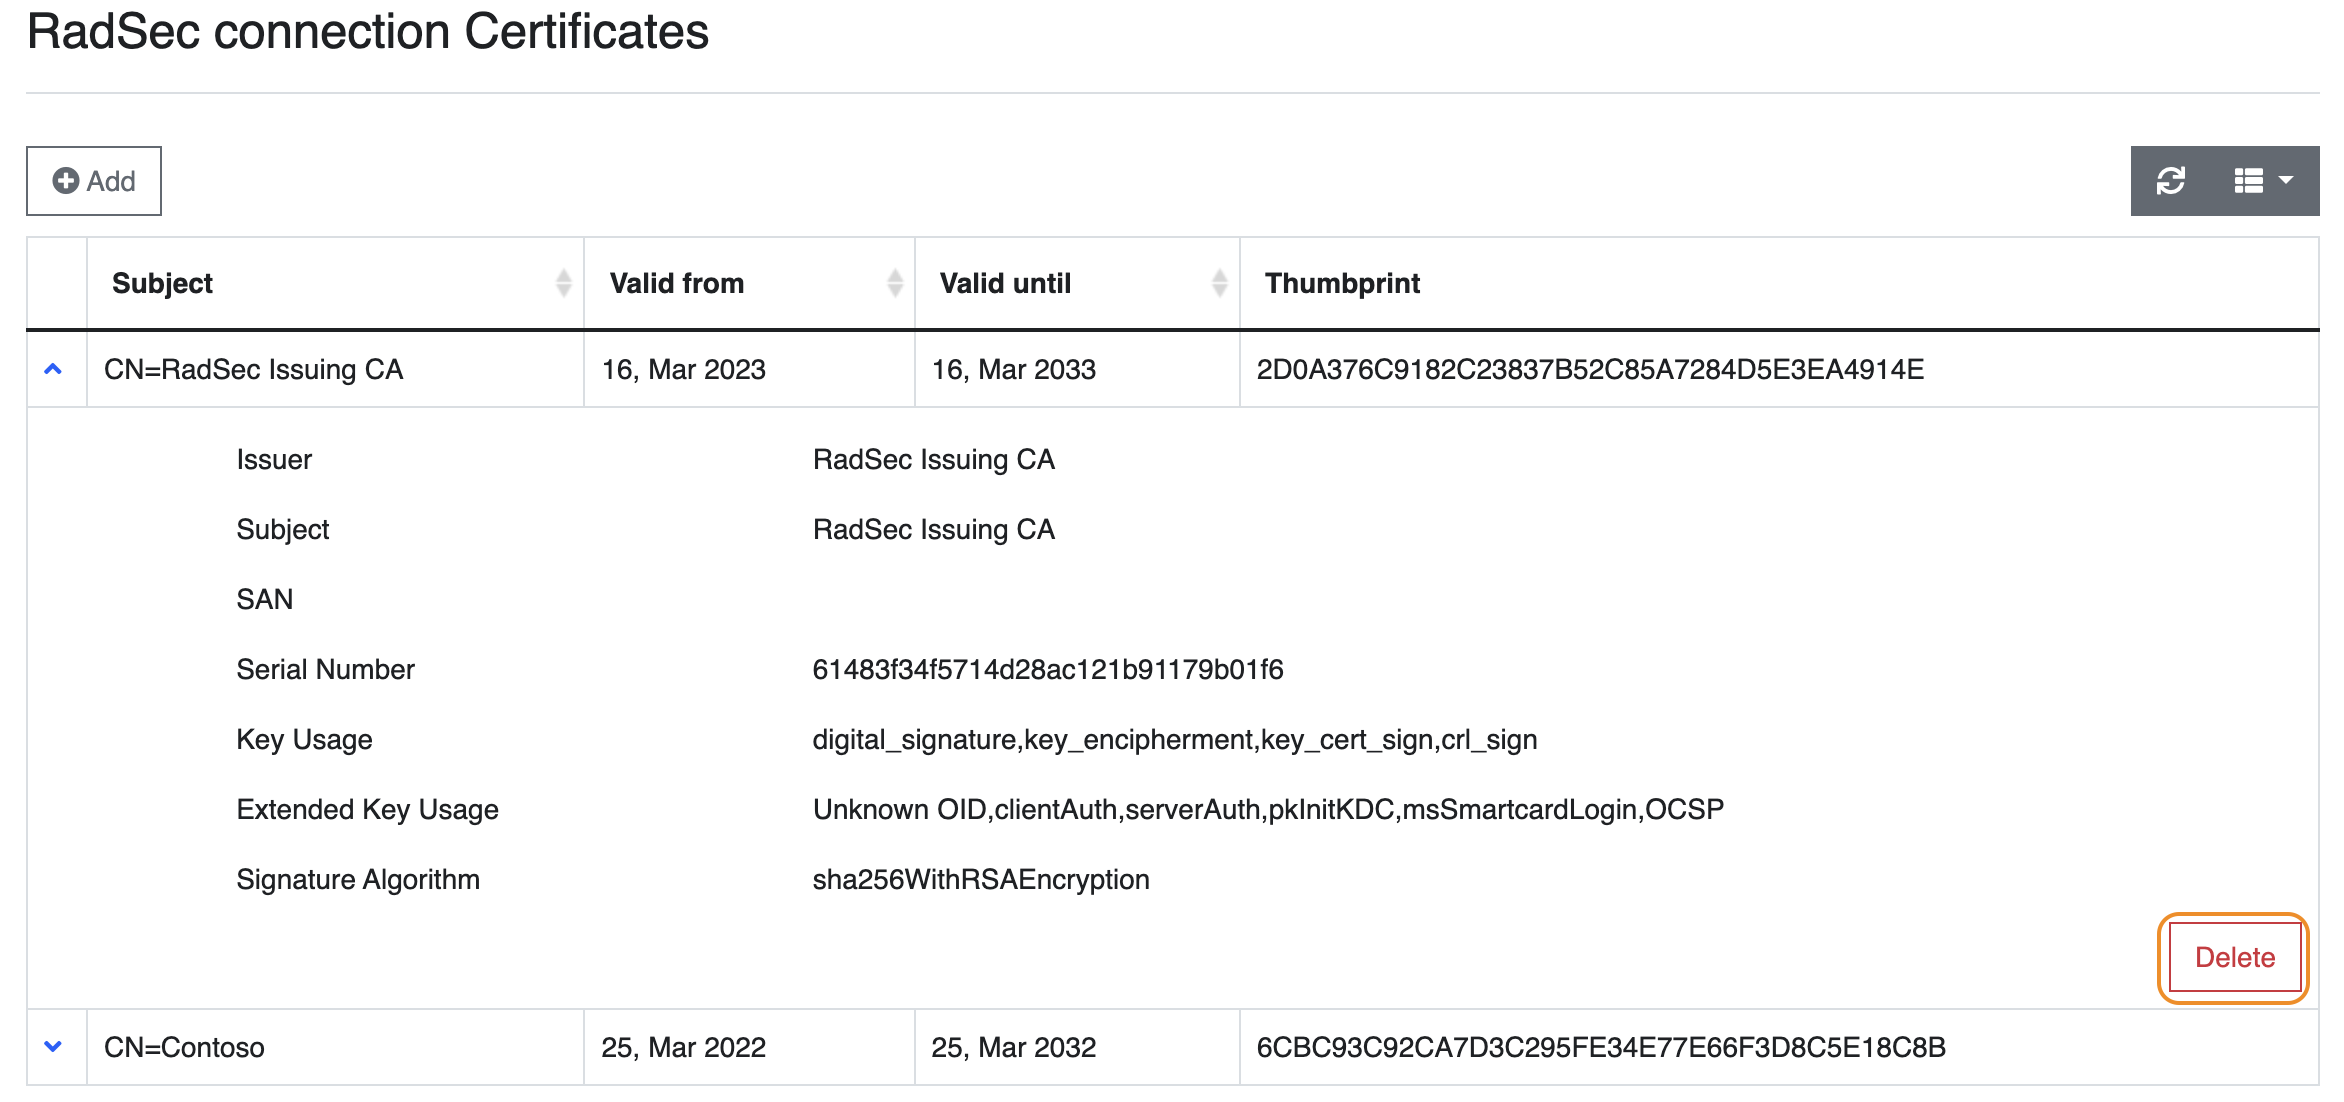 RadSec connection Certificates
Add
Subject Valid from Valid until Thumbprint
CN=RadSec Issuing CA 16, Mar 2023 16, Mar 2033 2D0A376C9182C23837B52C85A7284D5E3EA4914E
Issuer RadSec Issuing CA
Subject RadSec Issuing CA
SAN
Serial Number 61483f34f5714d28ac121b91179b01f6
Key Usage digital_signature,key_encipherment,key_cert_sign,crl_sign
Extended Key Usage Unknown OID,clientAuth,serverAuth,pkInitKDC,msSmartcardLogin,OCSP
Signature Algorithm sha256WithRSAEncryption
Delete
CN=Contoso 25, Mar 2022 25, Mar 2032 6CBC93C92CA7D3C295FE34E77E66F3D8C5E18C8B